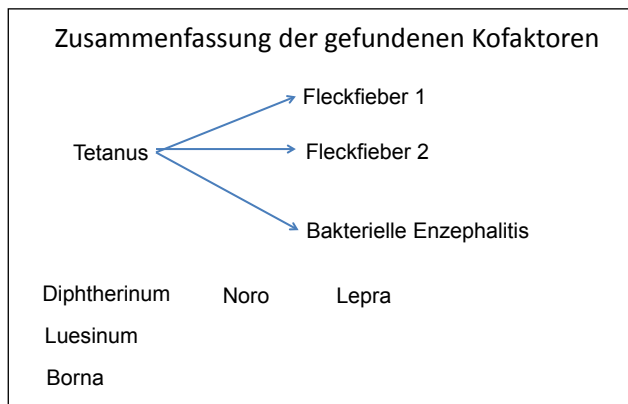 Zusammenfassung der gefundenen Kofaktoren
Fleckfieber 1
Tetanus
Fleckfieber 2
Bakterielle Enzephalitis
Diphtherinum Noro Lepra
Luesinum
Borna